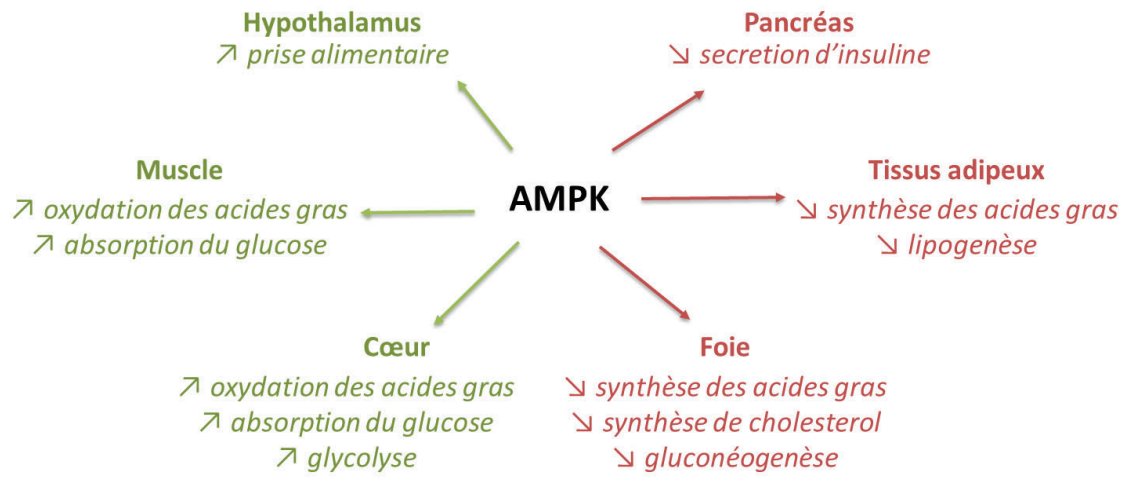 Hypothalamus
↗ prise alimentaire
Pancréas
↘ secretion d’insuline
Muscle
↗ oxydation des acides gras
↗ absorption du glucose
AMPK
Tissus adipeux
↘ synthèse des acides gras
↘ lipogenèse
Cœur
↗ oxydation des acides gras
↗ absorption du glucose
↗ glycolyse
Foie
↘ synthèse des acides gras
↘ synthèse de cholesterol
↘ gluconéogenèse